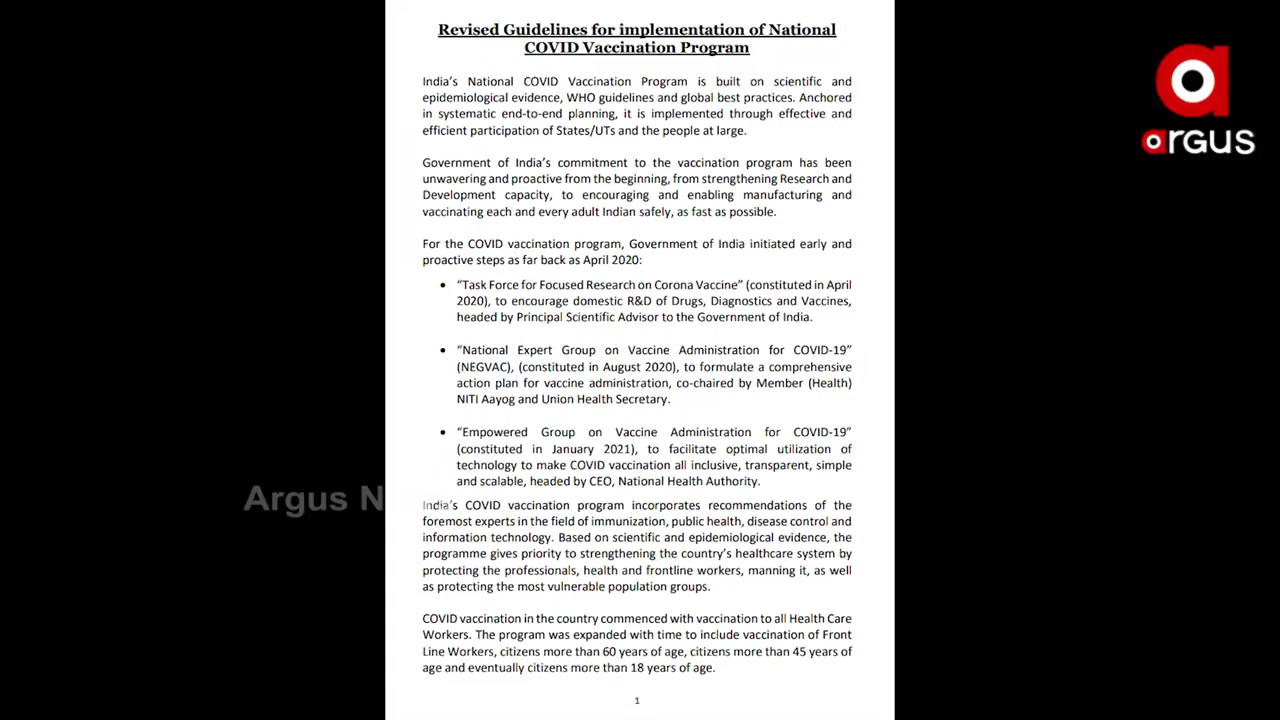 Revised Guidelines for implementation of National
COVID Vaccination Program
India's National COVID Vaccination Program is built on scientific and
epidemiological evidence, WHO guidelines and global best practices. Anchored
in systematic end-to-end planning, it is implemented through effective and
efficient participation of States/UTs and the people at large.
Government of India's commitment to the vaccination program has been
unwavering and proactive from the beginning, from strengthening Research and
Development capacity, to encouraging and enabling manufacturing and
vaccinating each and every adult Indian safely, as fast as possible.
For the COVID vaccination program, Government of India initiated early and
proactive steps as far back as April 2020:
• "Task Force for Focused Research on Corona Vaccine" (constituted in April
2020), to encourage domestic R&D of Drugs, Diagnostics and Vaccines,
headed by Principal Scientific Advisor to the Government of India.
• "National Expert Group on Vaccine Administration for COVID-19"
(NEGVAC), (constituted in August 2020), to formulate a comprehensive
action plan for vaccine administration, co-chaired by Member (Health)
NITI Aayog and Union Health Secretary.
• "Empowered Group on Vaccine Administration for COVID-19"
(constituted in January 2021), to facilitate optimal utilization of
technology to make COVID vaccination all inclusive, transparent, simple
and scalable, headed by CEO, National Health Authority.
India's COVID vaccination program incorporates recommendations of the
foremost experts in the field of immunization, public health, disease control and
information technology. Based on scientific and epidemiological evidence, the
programme gives priority to strengthening the country's healthcare system by
protecting the professionals, health and frontline workers, manning it, as well
as protecting the most vulnerable population groups.
COVID vaccination in the country commenced with vaccination to all Health Care
Workers. The program was expanded with time to include vaccination of Front
Line Workers, citizens more than 60 years of age, citizens more than 45 years of
age and eventually citizens more than 18 years of age.
1
argus
Argus